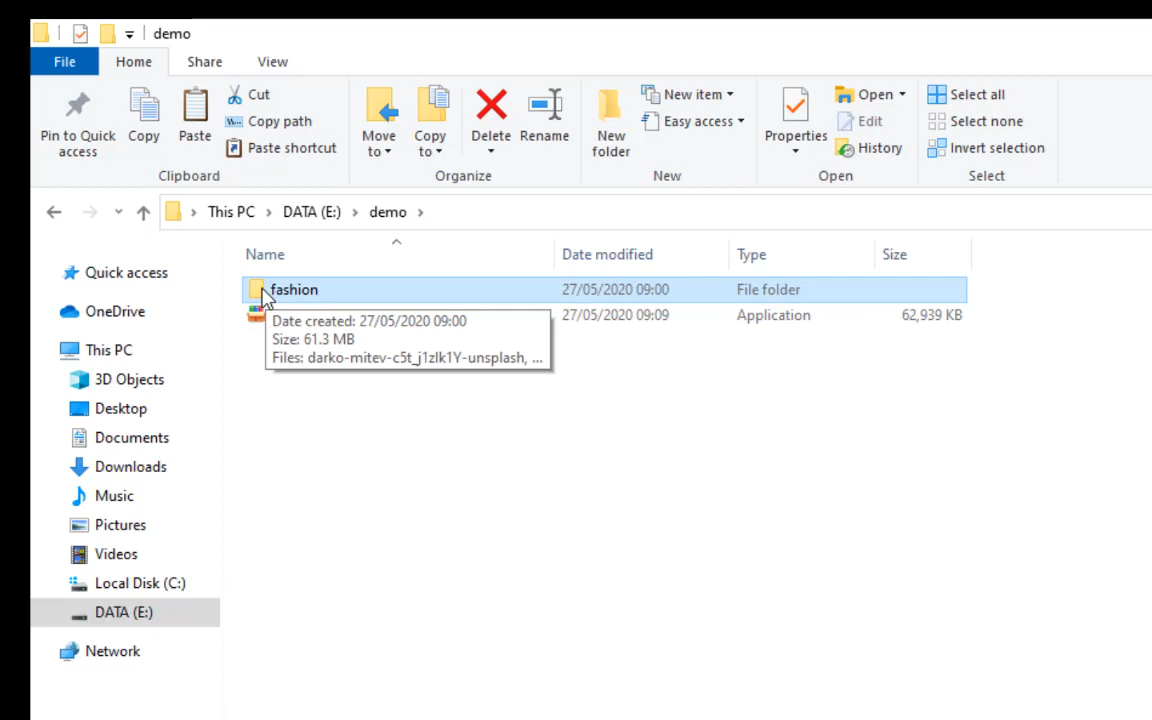 demo
File
Home
Share
View
Pin to Quick access
Copy
Paste
Cut
Copy path
Paste shortcut
Clipboard
Move to
Copy to
Delete
Rename
Organize
New folder
New item
Easy access
New
Properties
Open
Edit
History
Open
Select all
Select none
Invert selection
Select
This PC > DATA (E:) > demo >
Name
Date modified
Type
Size
fashion
27/05/2020 09:00
File folder
27/05/2020 09:09
Application
62,939 KB
Date created: 27/05/2020 09:00
Size: 61.3 MB
Files: darko-mitev-c5t_j1zlk1Y-unsplash, ...
Quick access
OneDrive
This PC
3D Objects
Desktop
Documents
Downloads
Music
Pictures
Videos
Local Disk (C:)
DATA (E:)
Network